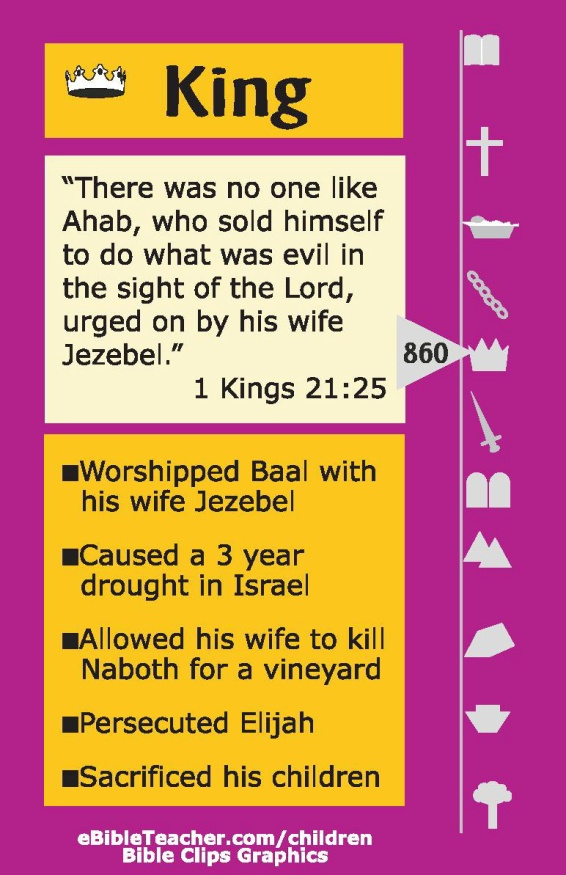 King
“There was no one like
Ahab, who sold himself
to do what was evil in
the sight of the Lord,
urged on by his wife
Jezebel.”
1 Kings 21:25
860
■Worshipped Baal with
his wife Jezebel
■Caused a 3 year
drought in Israel
■Allowed his wife to kill
Naboth for a vineyard
■Persecuted Elijah
■Sacrificed his children
eBibleTeacher.com/children
Bible Clips Graphics